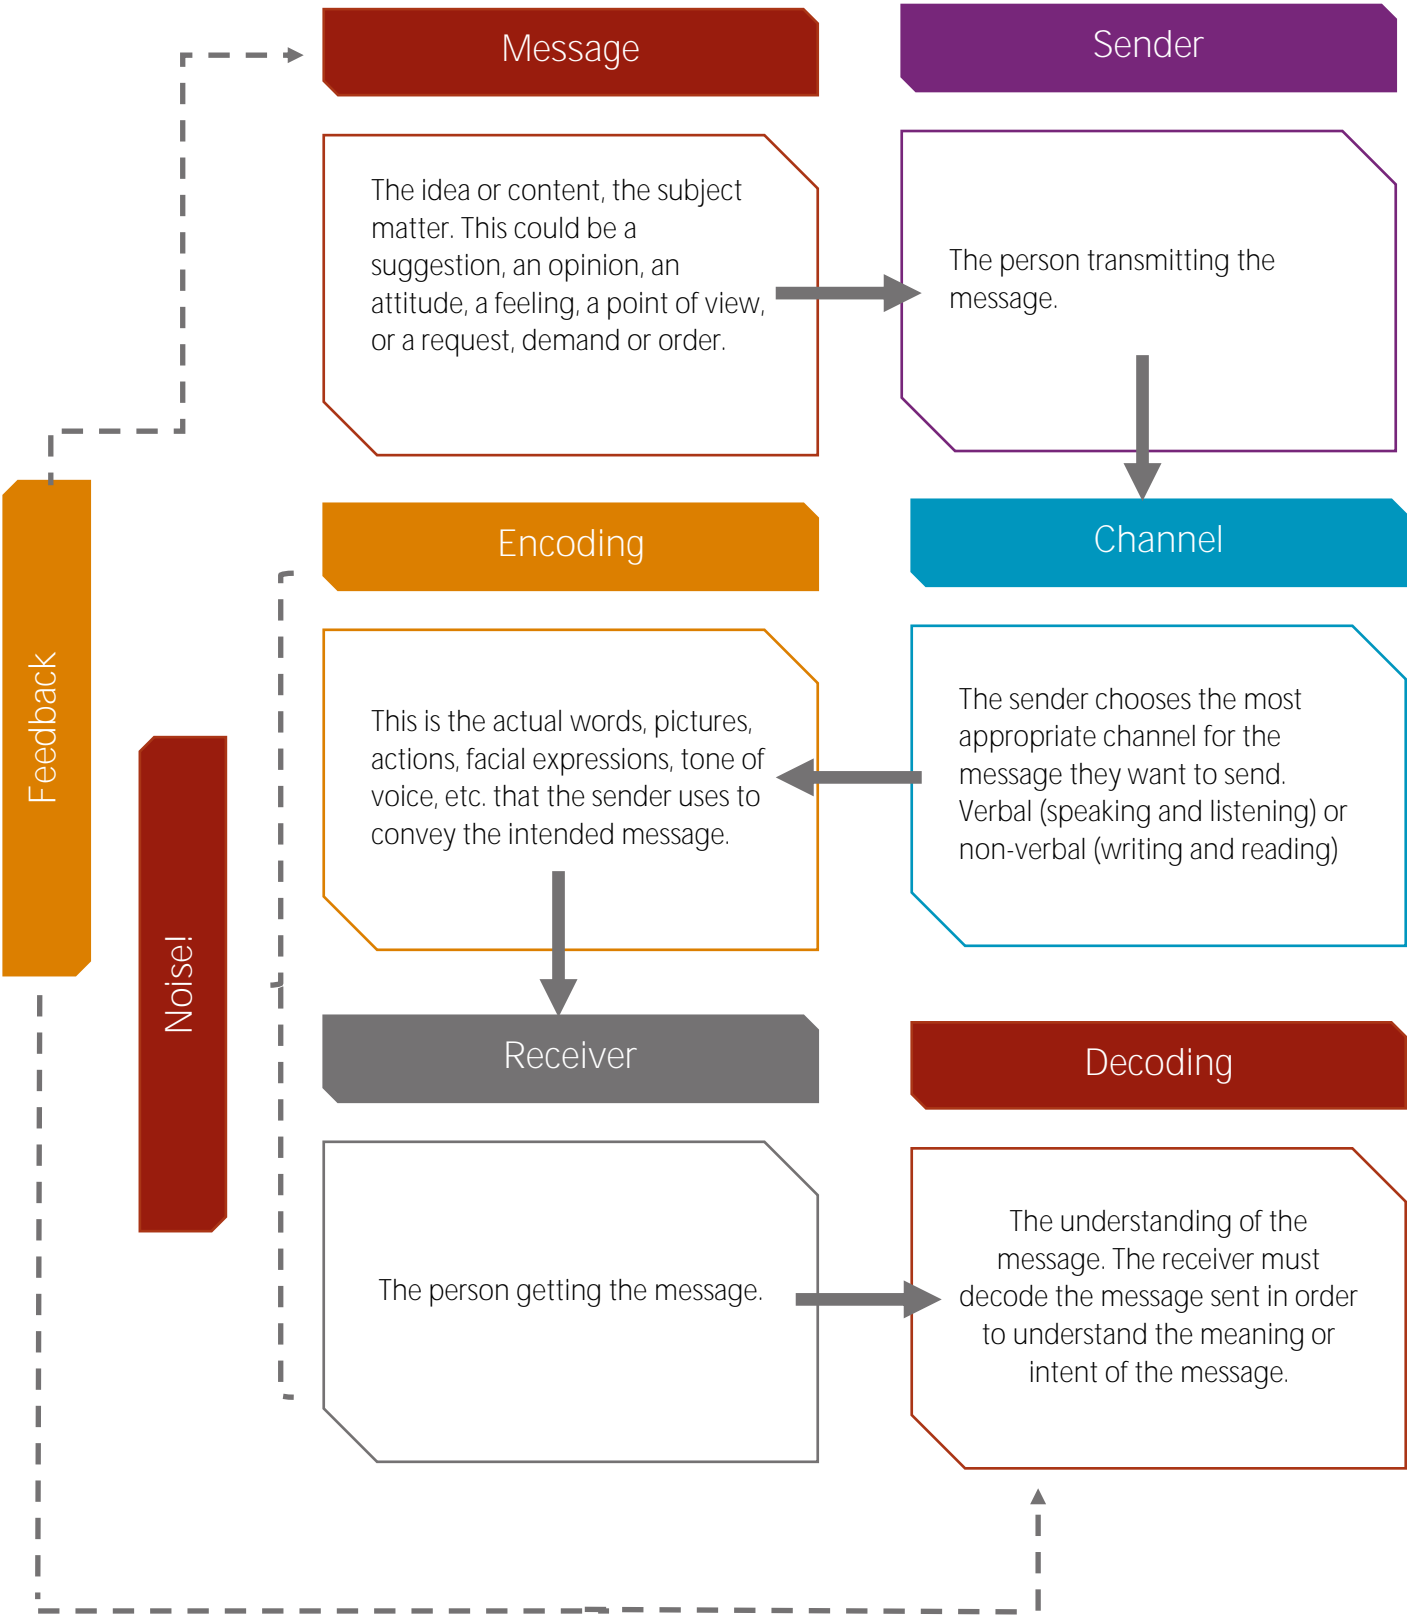 Message
The idea or content, the subject
matter. This could be a
suggestion, an opinion, an
attitude, a feeling, a point of view,
or a request, demand or order.
Sender
The person transmitting the
message.
Channel
The sender chooses the most
appropriate channel for the
message they want to send.
Verbal (speaking and listening) or
non-verbal (writing and reading)
Encoding
This is the actual words, pictures,
actions, facial expressions, tone of
voice, etc. that the sender uses to
convey the intended message.
Receiver
The person getting the message.
Decoding
The understanding of the
message. The receiver must
decode the message sent in order
to understand the meaning or
intent of the message.
Feedback
Noise!